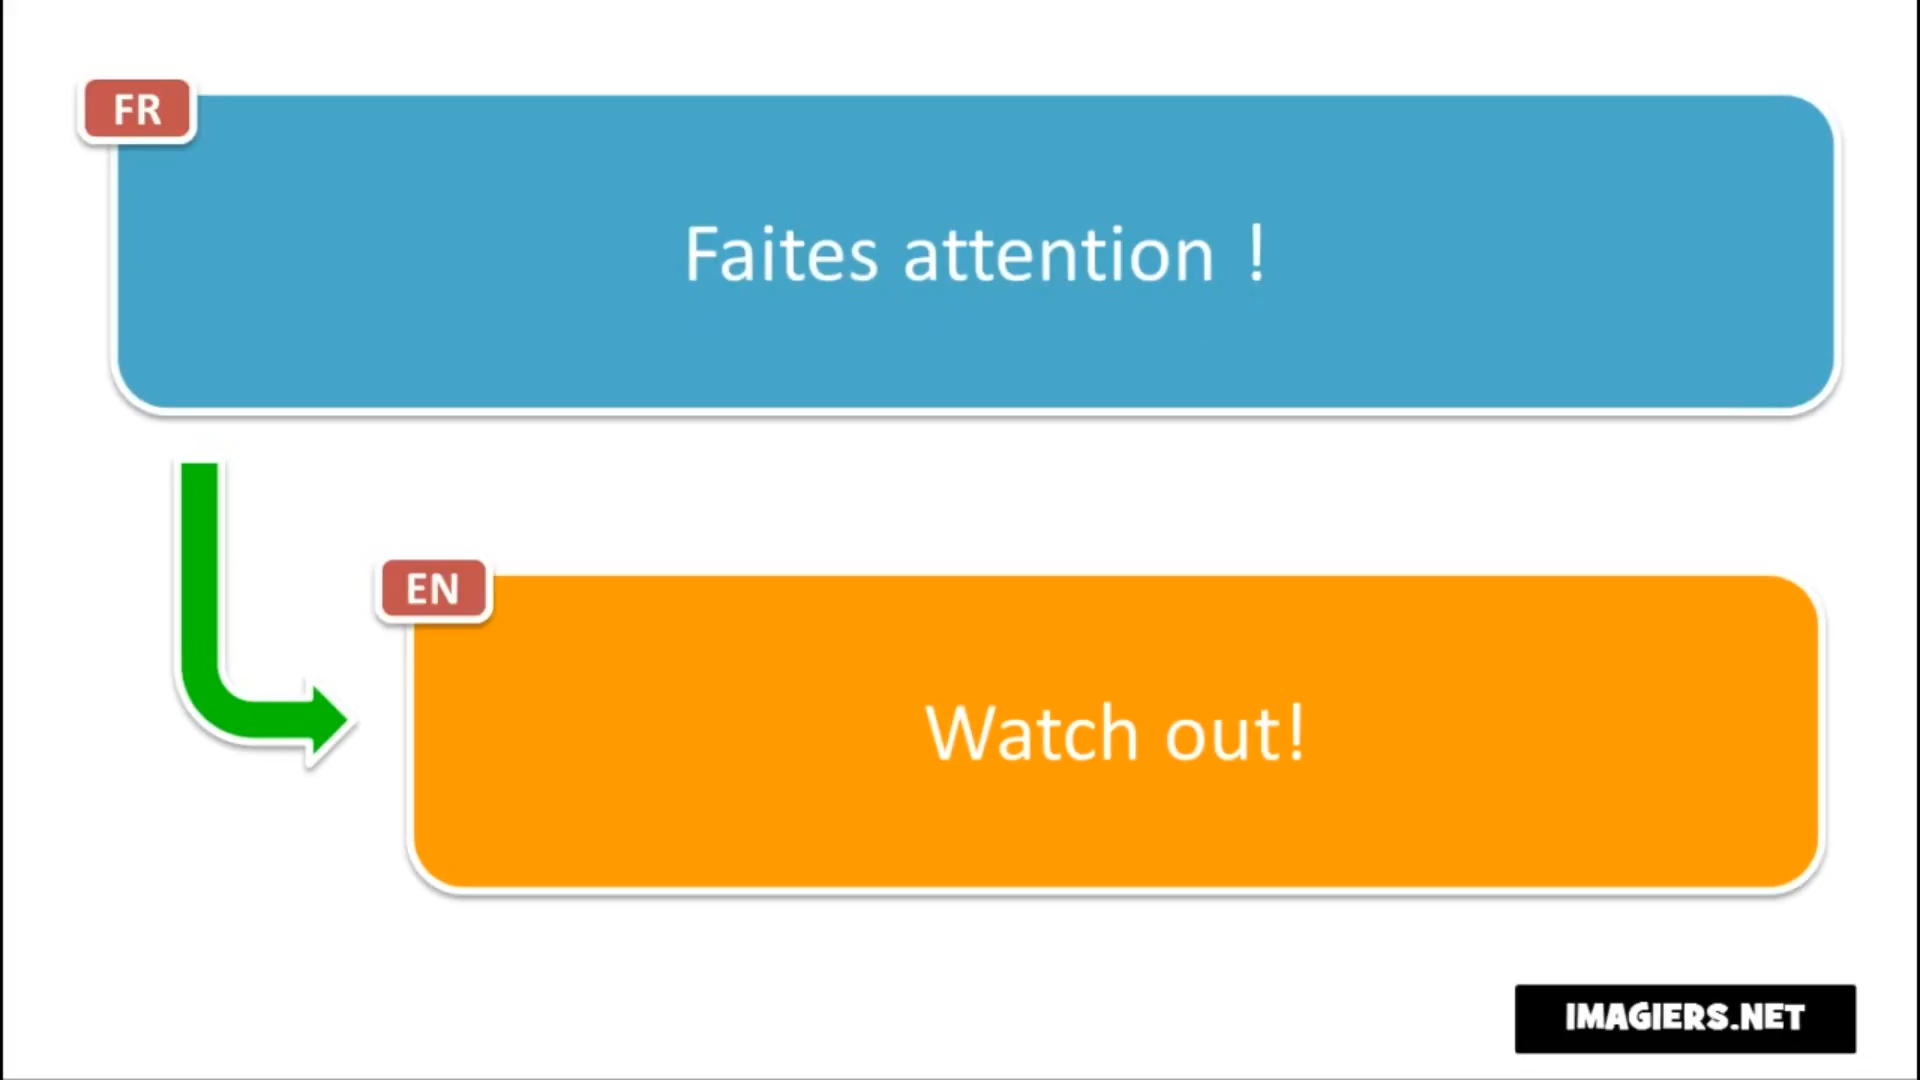 FR
Faites attention !
EN
Watch out!
IMAGIERS.NET